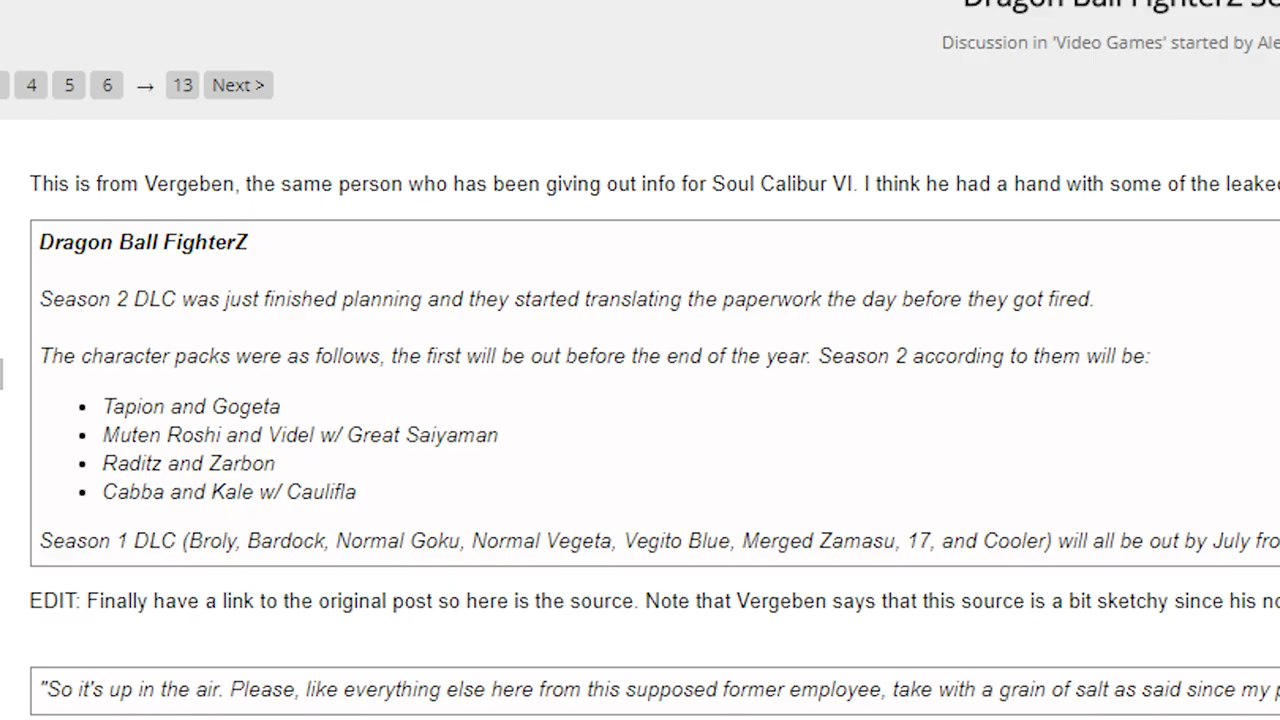 Dragon Ball FighterZ
Discussion in 'Video Games' started by Ale
4 5 6 → 13 Next >
This is from Vergeben, the same person who has been giving out info for Soul Calibur VI. I think he had a hand with some of the leaked
Dragon Ball FighterZ
Season 2 DLC was just finished planning and they started translating the paperwork the day before they got fired.
The character packs were as follows, the first will be out before the end of the year. Season 2 according to them will be:
• Tapion and Gogeta
• Muten Roshi and Videl w/ Great Saiyaman
• Raditz and Zarbon
• Cabba and Kale w/ Caulifla
Season 1 DLC (Broly, Bardock, Normal Goku, Normal Vegeta, Vegito Blue, Merged Zamasu, 17, and Cooler) will all be out by July fro
EDIT: Finally have a link to the original post so here is the source. Note that Vergeben says that this source is a bit sketchy since his
"So it's up in the air. Please, like everything else here from this supposed former employee, take with a grain of salt as said since my